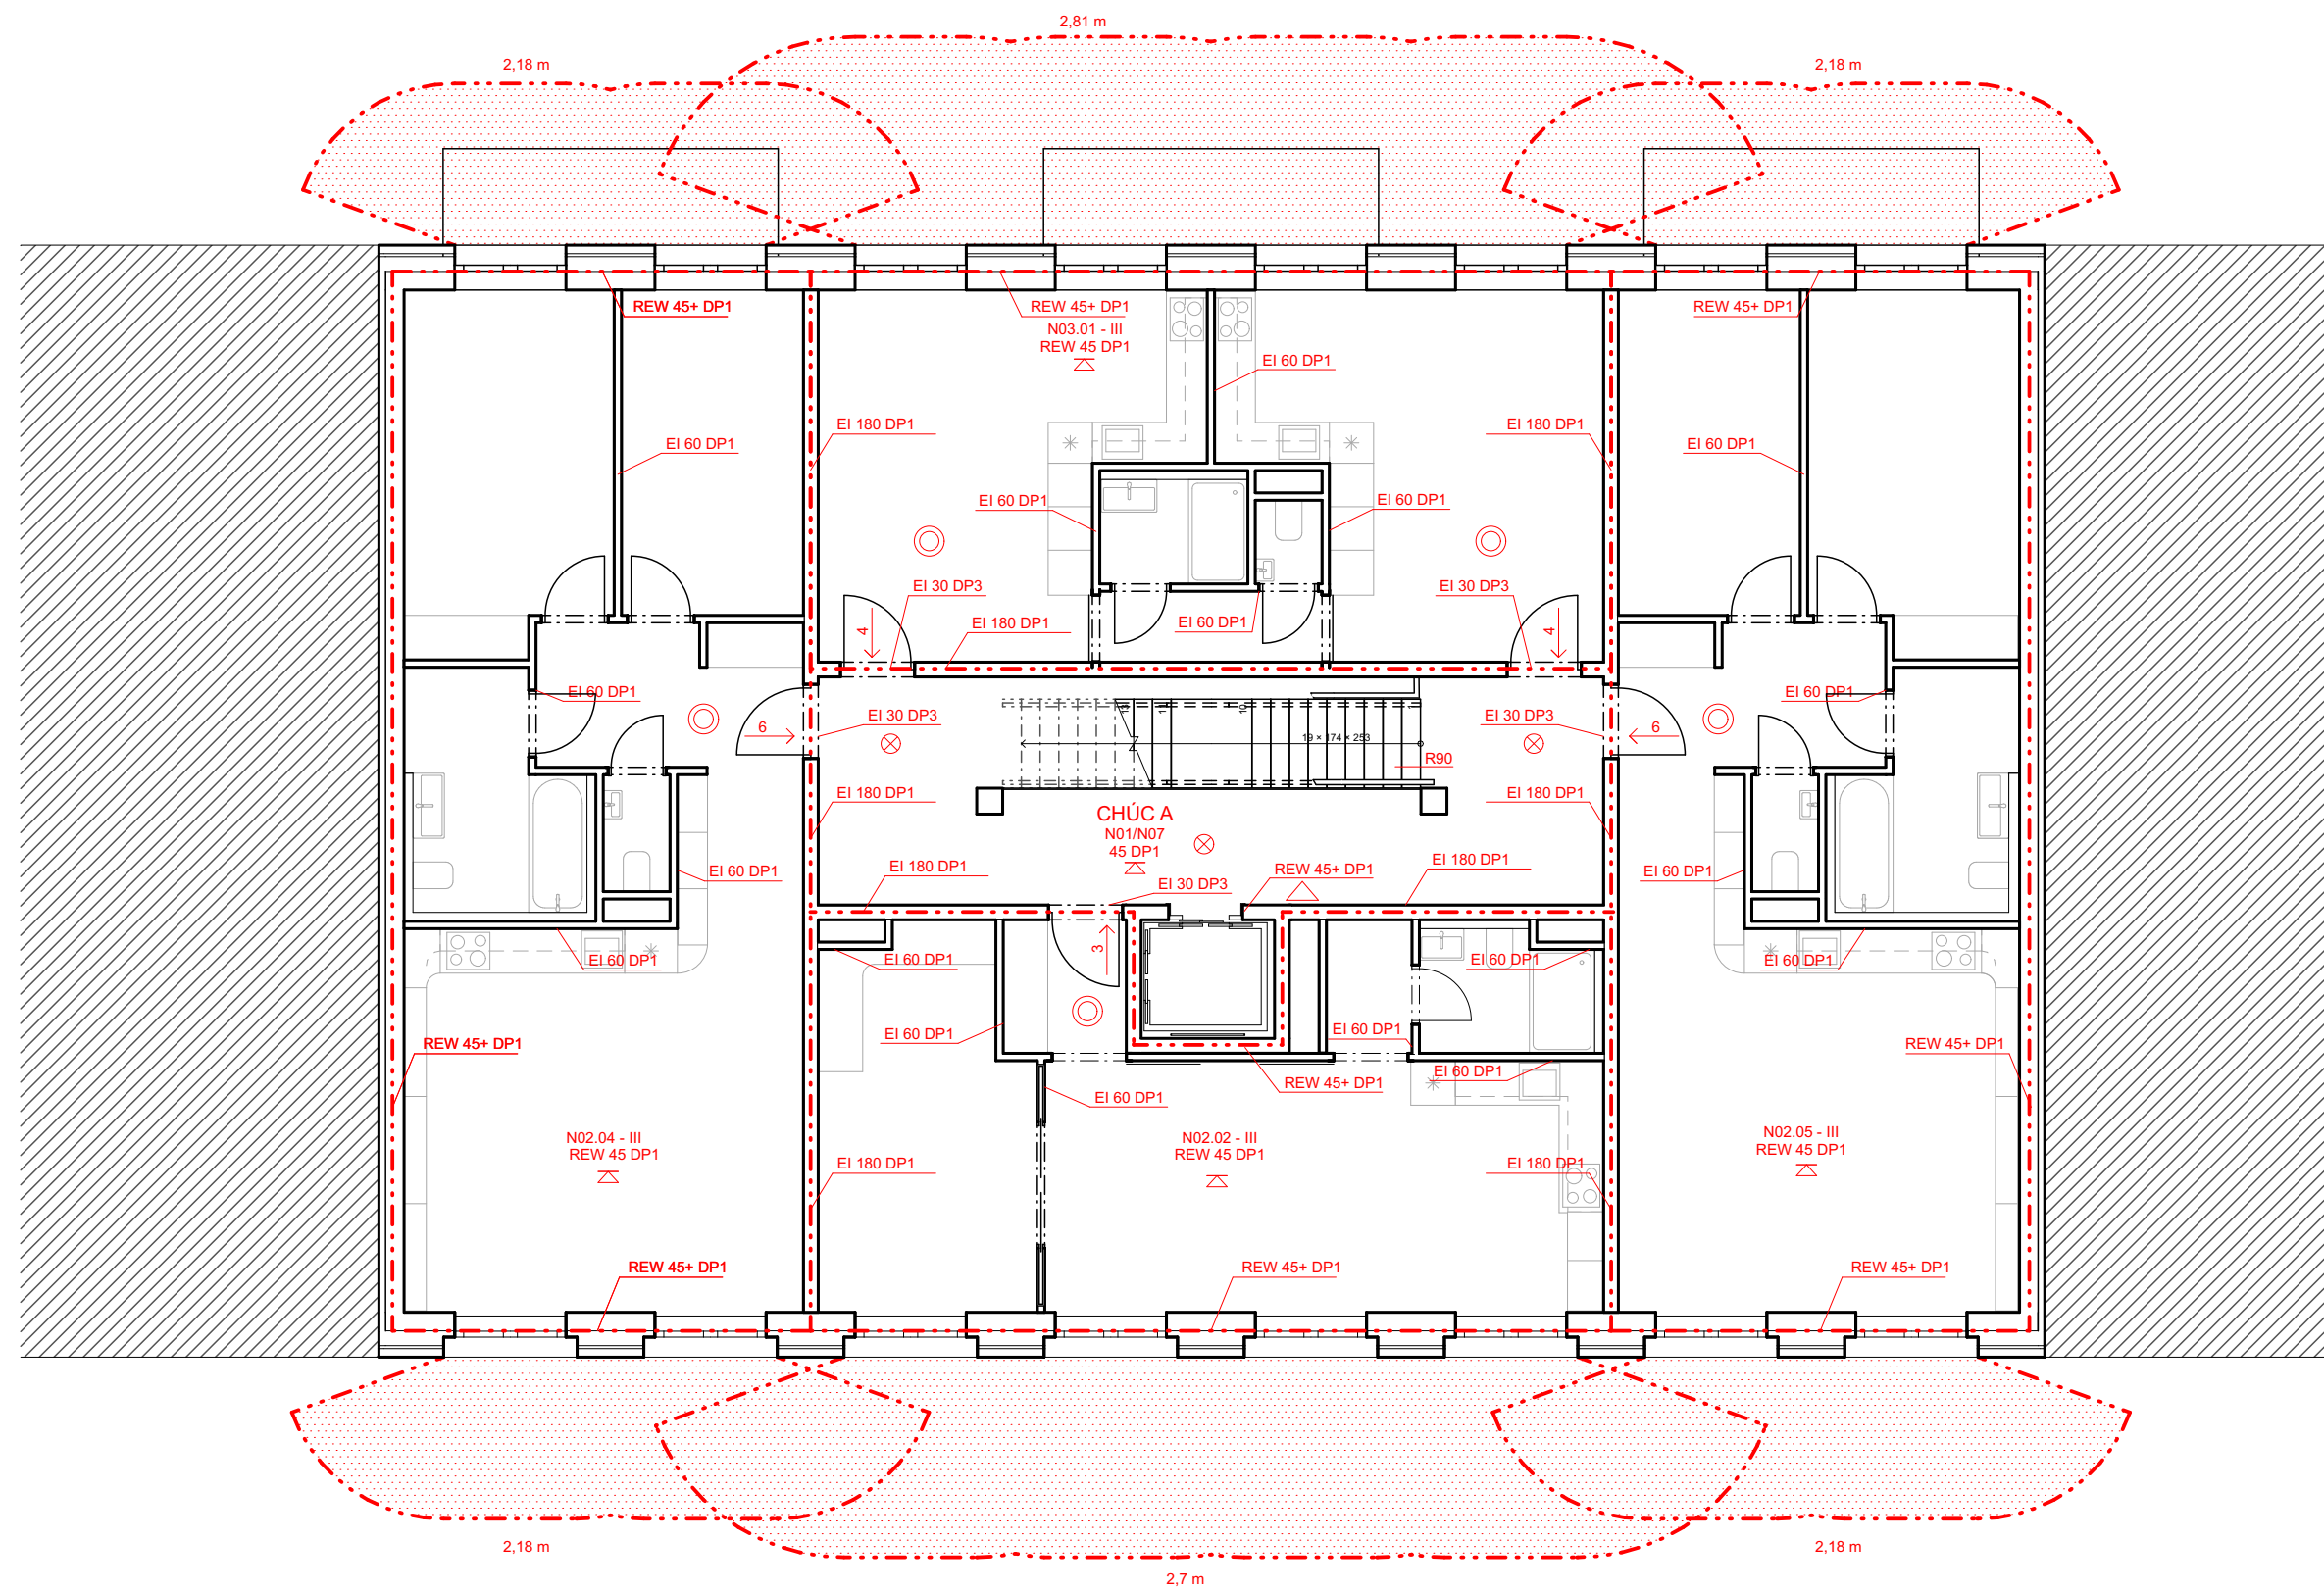 2,81 m
2,18 m
2,18 m
REW 45+ DP1
REW 45+ DP1
N03.01 - III
REW 45 DP1
REW 45+ DP1
EI 60 DP1
EI 180 DP1
EI 180 DP1
EI 60 DP1
EI 60 DP1
EI 60 DP1
EI 60 DP1
EI 30 DP3
EI 30 DP3
EI 180 DP1
EI 60 DP1
4
4
EI 60 DP1
EI 60 DP1
6
EI 30 DP3
EI 30 DP3
6
10
19 × 174 × 253
R90
EI 180 DP1
EI 180 DP1
CHÚC A
N01/N07
45 DP1
EI 60 DP1
EI 180 DP1
EI 30 DP3
REW 45+ DP1
EI 180 DP1
EI 60 DP1
3
EI 60 DP1
EI 60 DP1
EI 60 DP1
EI 60 DP1
REW 45+ DP1
EI 60 DP1
EI 60 DP1
REW 45+ DP1
EI 60 DP1
REW 45+ DP1
EI 60 DP1
N02.04 - III
REW 45 DP1
N02.02 - III
REW 45 DP1
N02.05 - III
REW 45 DP1
EI 180 DP1
EI 180 DP1
REW 45+ DP1
REW 45+ DP1
REW 45+ DP1
2,18 m
2,18 m
2,7 m